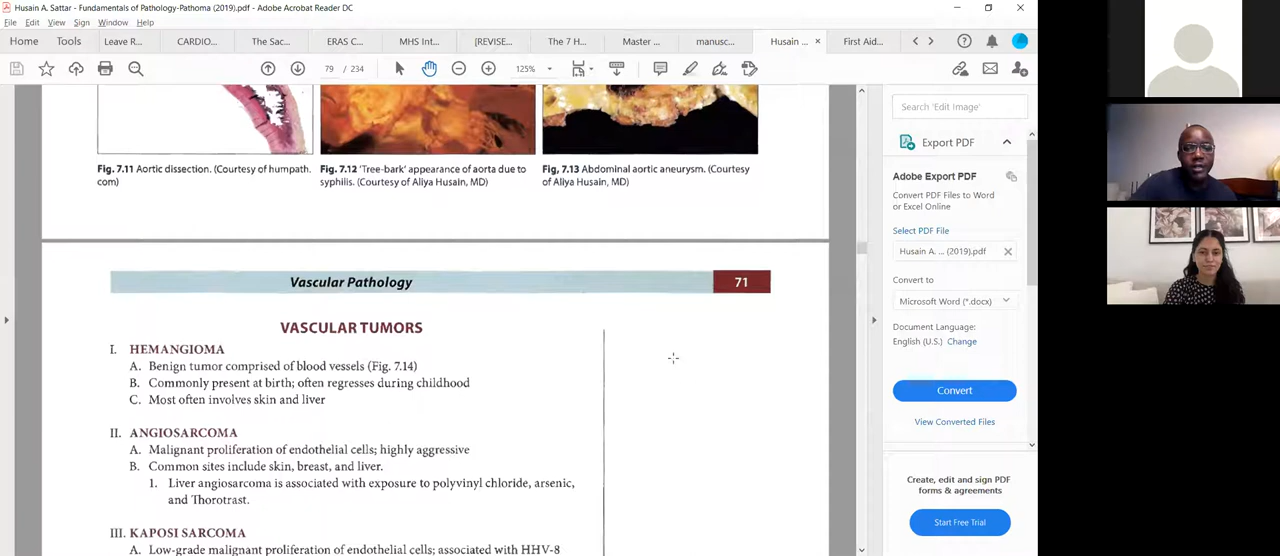 Husain A. Sattar - Fundamentals of Pathology-Pathoma (2019).pdf - Adobe Acrobat Reader DC
File Edit View Sign Window Help
Home Tools Leave R... CARDIO... The Sac... ERAS C... MHS Int... [REVISE... The 7 H... Master ... manusc... Husain ... × First Aid...
79 / 234 125%
Fig. 7.11 Aortic dissection. (Courtesy of humpath.
com)
Fig. 7.12 'Tree-bark' appearance of aorta due to
syphilis. (Courtesy of Aliya Husain, MD)
Fig, 7.13 Abdominal aortic aneurysm. (Courtesy
of Aliya Husain, MD)
Vascular Pathology 71
VASCULAR TUMORS
I. HEMANGIOMA
A. Benign tumor comprised of blood vessels (Fig. 7.14)
B. Commonly present at birth; often regresses during childhood
C. Most often involves skin and liver
II. ANGIOSARCOMA
A. Malignant proliferation of endothelial cells; highly aggressive
B. Common sites include skin, breast, and liver.
1. Liver angiosarcoma is associated with exposure to polyvinyl chloride, arsenic,
and Thorotrast.
III. KAPOSI SARCOMA
A. Low-grade malignant proliferation of endothelial cells; associated with HHV-8
Search 'Edit Image'
Export PDF
Adobe Export PDF
Convert PDF Files to Word
or Excel Online
Select PDF File
Husain A. ... (2019).pdf
Convert to
Microsoft Word (*.docx)
Document Language:
English (U.S.) Change
Convert
View Converted Files
Create, edit and sign PDF
forms & agreements
Start Free Trial